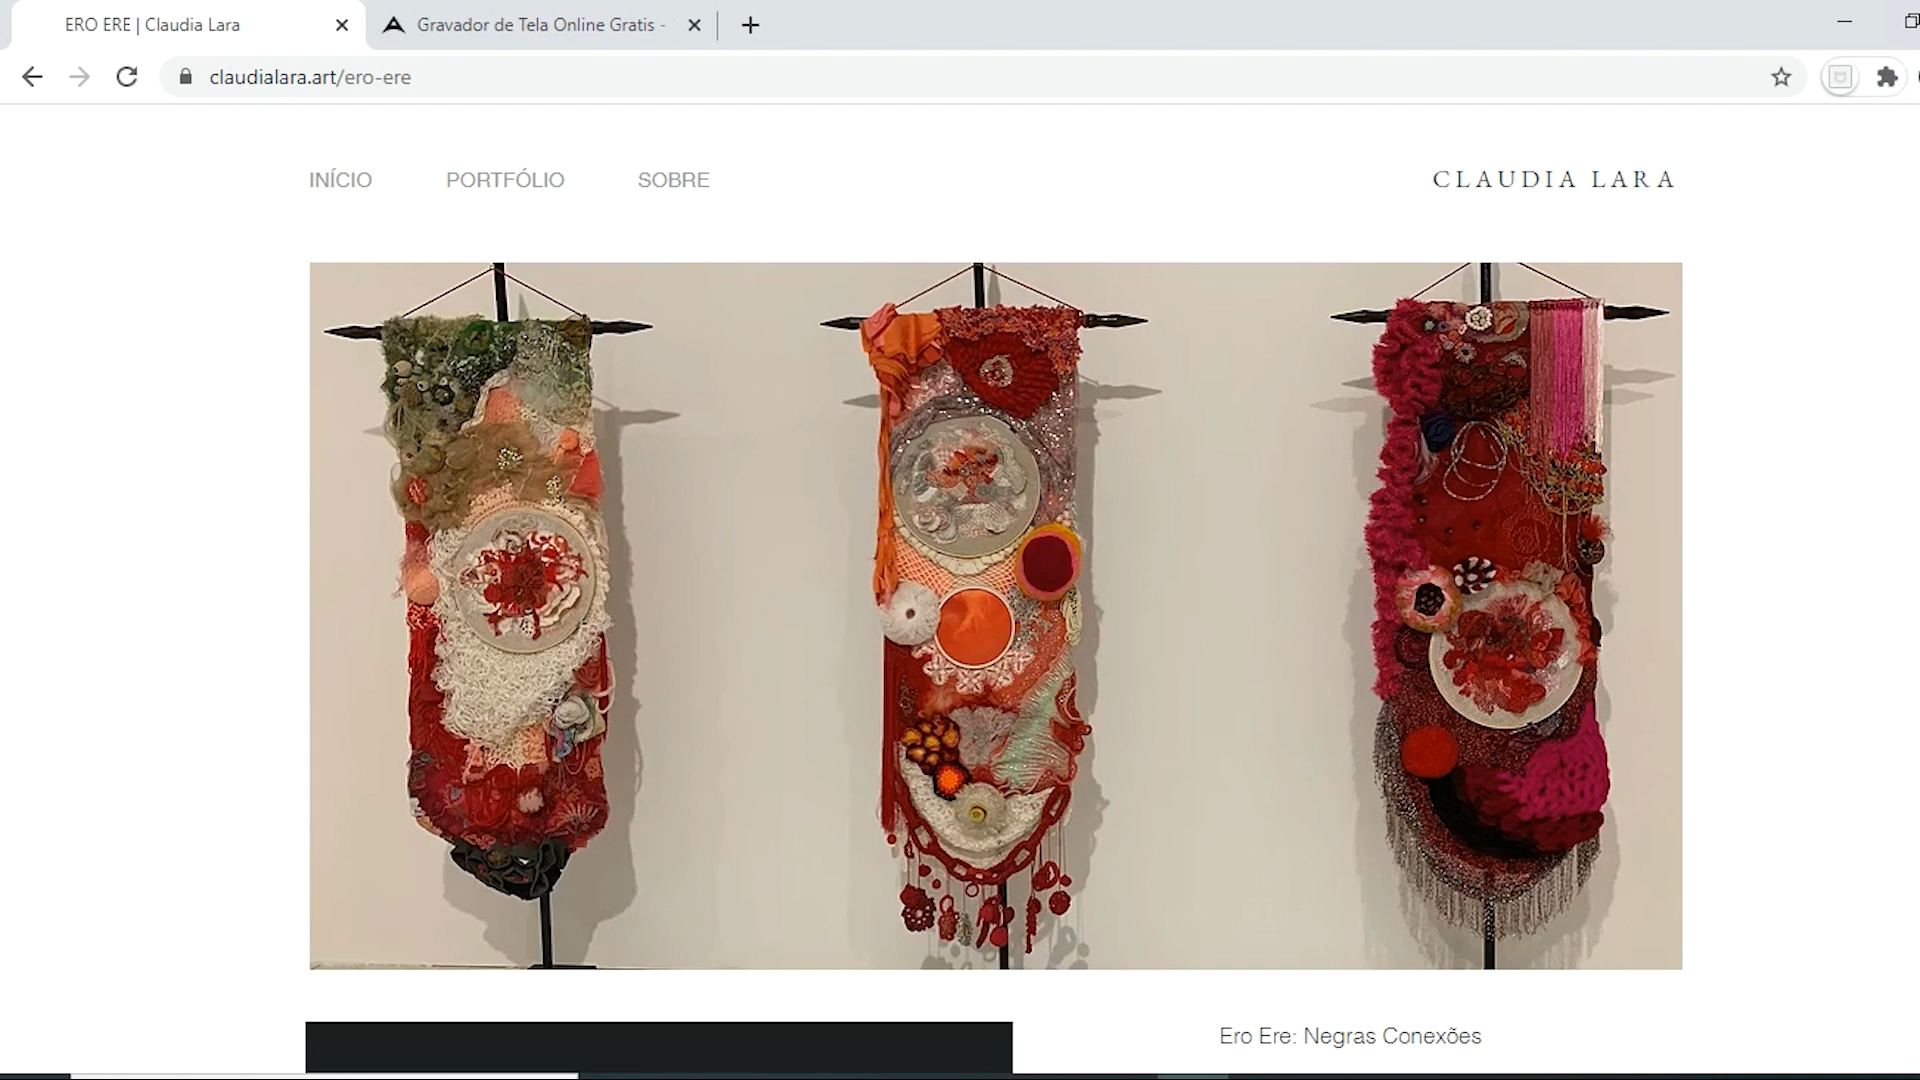 ERO ERE | Claudia Lara
Gravador de Tela Online Gratis -
claudialara.art/ero-ere
INÍCIO PORTFÓLIO SOBRE
CLAUDIA LARA
Ero Ere: Negras Conexões